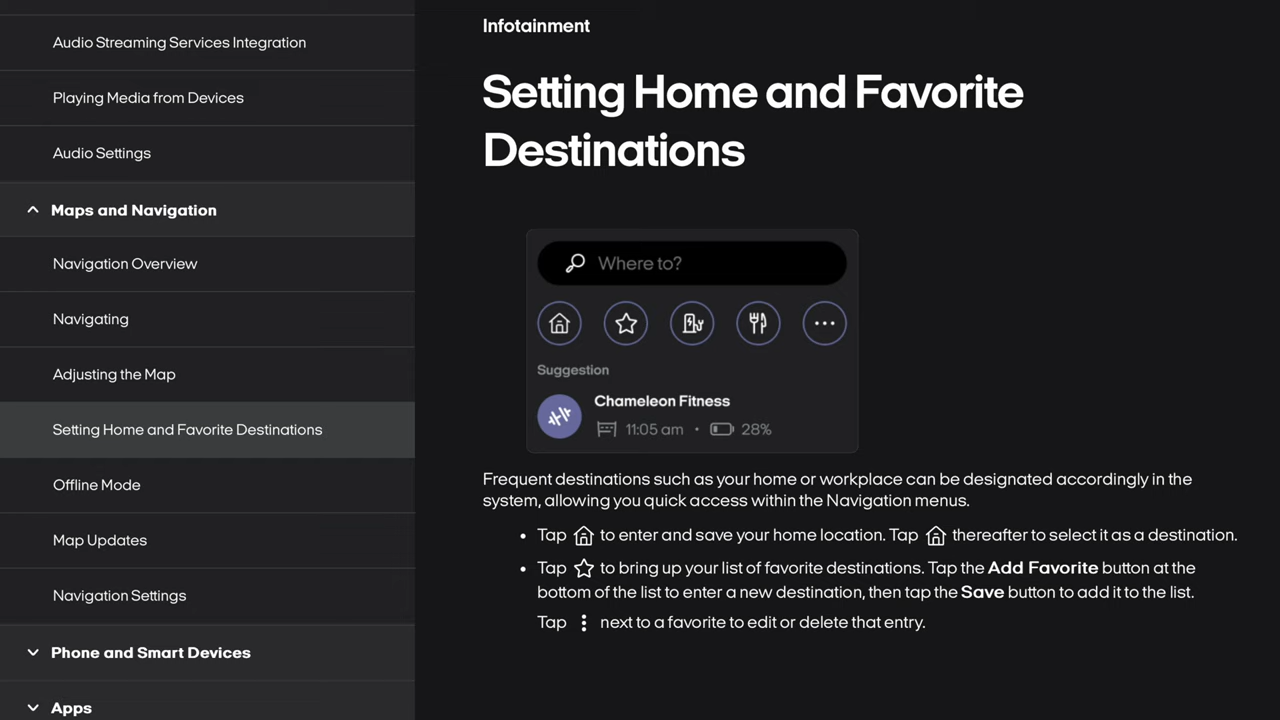 Audio Streaming Services Integration
Playing Media from Devices
Audio Settings
Maps and Navigation
Navigation Overview
Navigating
Adjusting the Map
Setting Home and Favorite Destinations
Offline Mode
Map Updates
Navigation Settings
Phone and Smart Devices
Apps
Infotainment
Setting Home and Favorite
Destinations
Where to?
Suggestion
Chameleon Fitness
11:05 am • 28%
Frequent destinations such as your home or workplace can be designated accordingly in the
system, allowing you quick access within the Navigation menus.
• Tap to enter and save your home location. Tap thereafter to select it as a destination.
• Tap to bring up your list of favorite destinations. Tap the Add Favorite button at the
bottom of the list to enter a new destination, then tap the Save button to add it to the list.
Tap next to a favorite to edit or delete that entry.